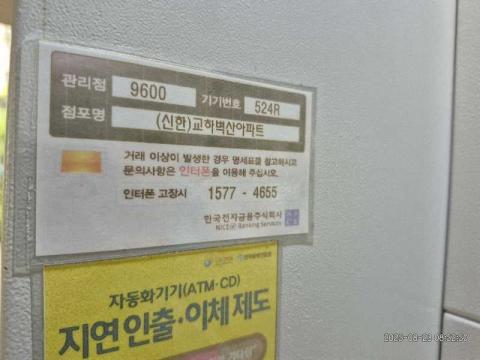 관리점 9600 기기번호 524R
점포명 (신한)교하벽산아파트
거래 이상이 발생한 경우 명세표를 참고하시고
문의사항은 인터폰을 이용해 주십시오.
인터폰 고장시 1577 - 4655
한국전자금융주식회사
NICE Banking Services
자동화기기(ATM·CD)
지연 인출·이체 제도